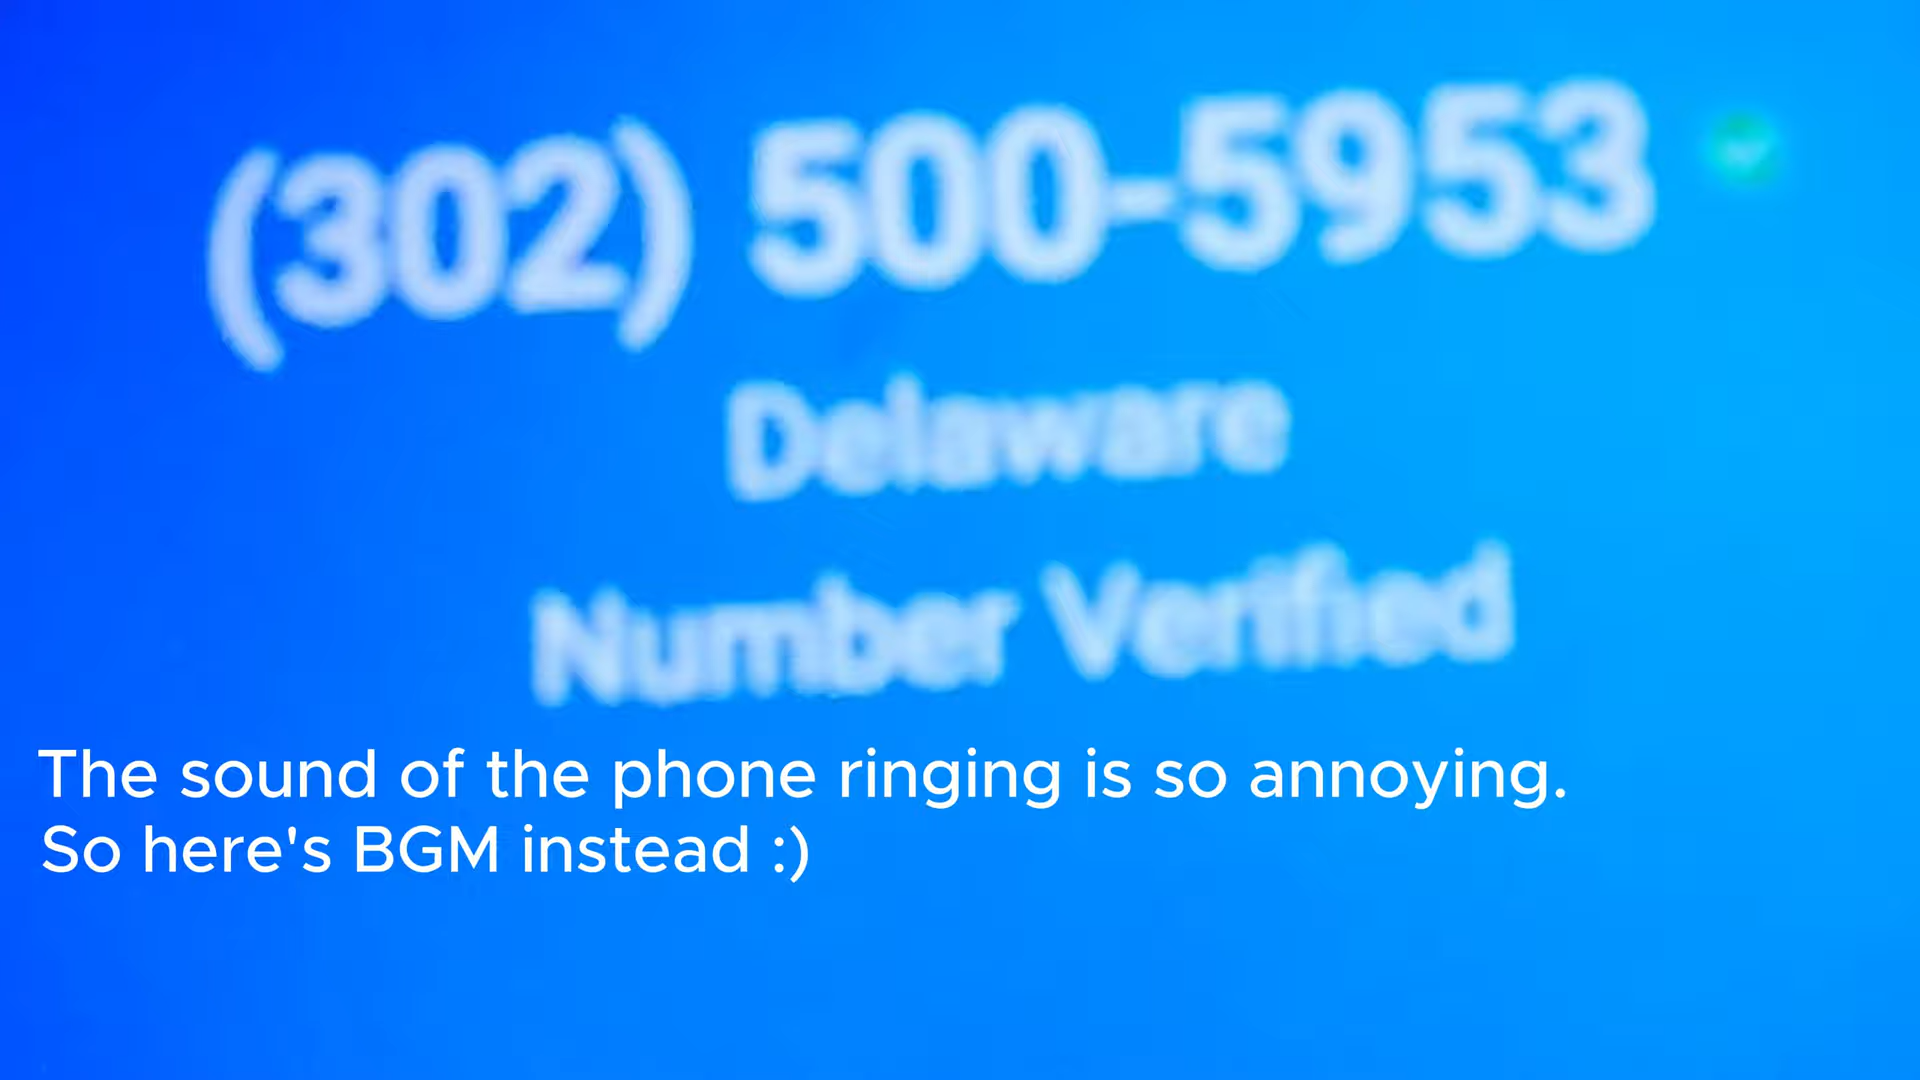 (302) 500-5953
Delaware
Number Verified
The sound of the phone ringing is so annoying.
So here's BGM instead :)